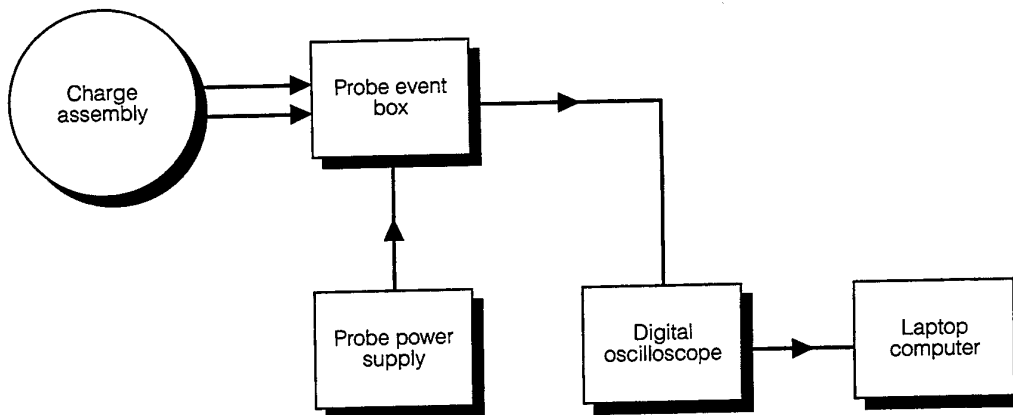 Charge
assembly
Probe event
box
Probe power
supply
Digital
oscilloscope
Laptop
computer